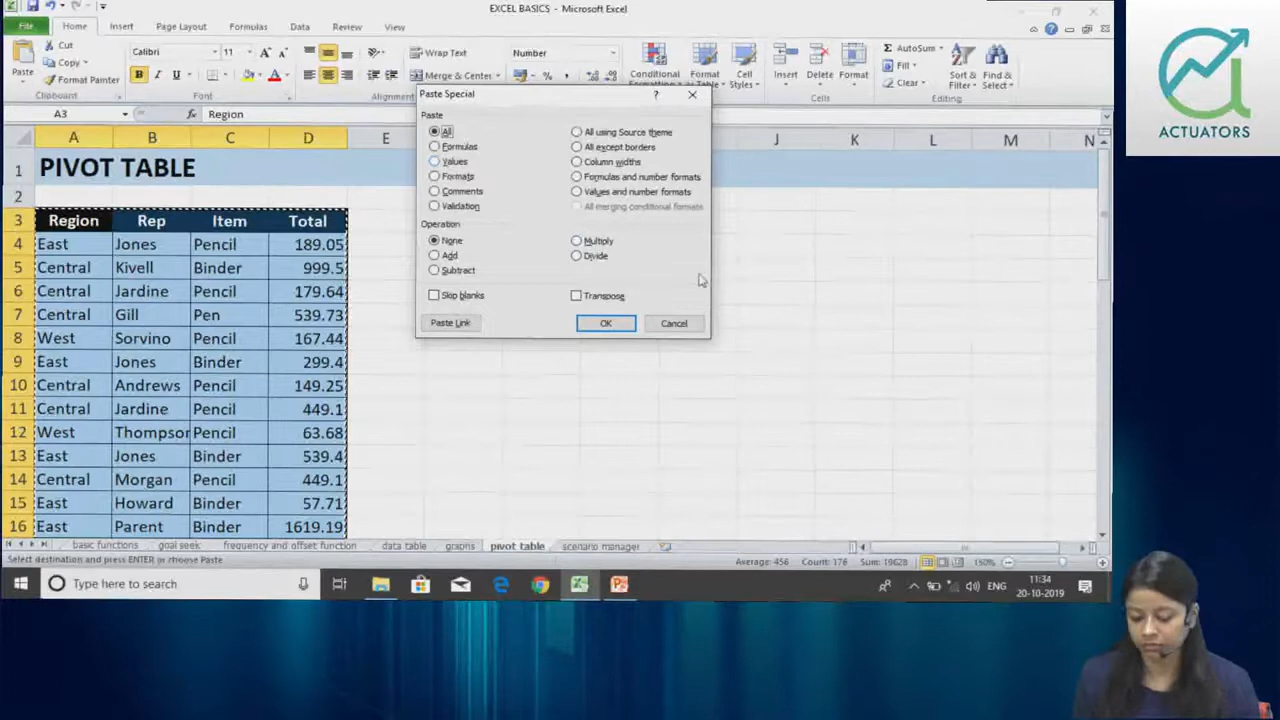 EXCEL BASICS - Microsoft Excel
File Home Insert Page Layout Formulas Data Review View
Cut
Copy
Format Painter
Paste
Clipboard
Calibri 11
B I U
Font
Wrap Text
Merge & Center
Alignment
Number
Conditional
Format
Cell
Styles
Insert Delete Format
Cells
AutoSum
Fill
Clear
Sort &
Filter
Find &
Select
Editing
ACTUATORS
A3 fx Region
Paste Special
Paste
All
Formulas
Values
Formats
Comments
Validation
All using Source theme
All except borders
Column widths
Formulas and number formats
Values and number formats
All merging conditional formats
Operation
None
Add
Subtract
Multiply
Divide
Skip blanks
Transpose
Paste Link
OK
Cancel
A B C D E J K L M N
1 PIVOT TABLE
2
3 Region Rep Item Total
4 East Jones Pencil 189.05
5 Central Kivell Binder 999.5
6 Central Jardine Pencil 179.64
7 Central Gill Pen 539.73
8 West Sorvino Pencil 167.44
9 East Jones Binder 299.4
10 Central Andrews Pencil 149.25
11 Central Jardine Pencil 449.1
12 West Thompson Pencil 63.68
13 East Jones Binder 539.4
14 Central Morgan Pencil 449.1
15 East Howard Binder 57.71
16 East Parent Binder 1619.19
basic functions goal seek frequency and offset function data table graphs pivot table scenario manager
Select destination and press ENTER or choose Paste
Average: 456 Count: 176 Sum: 19628 150%
Type here to search
ENG
11:34
20-10-2019